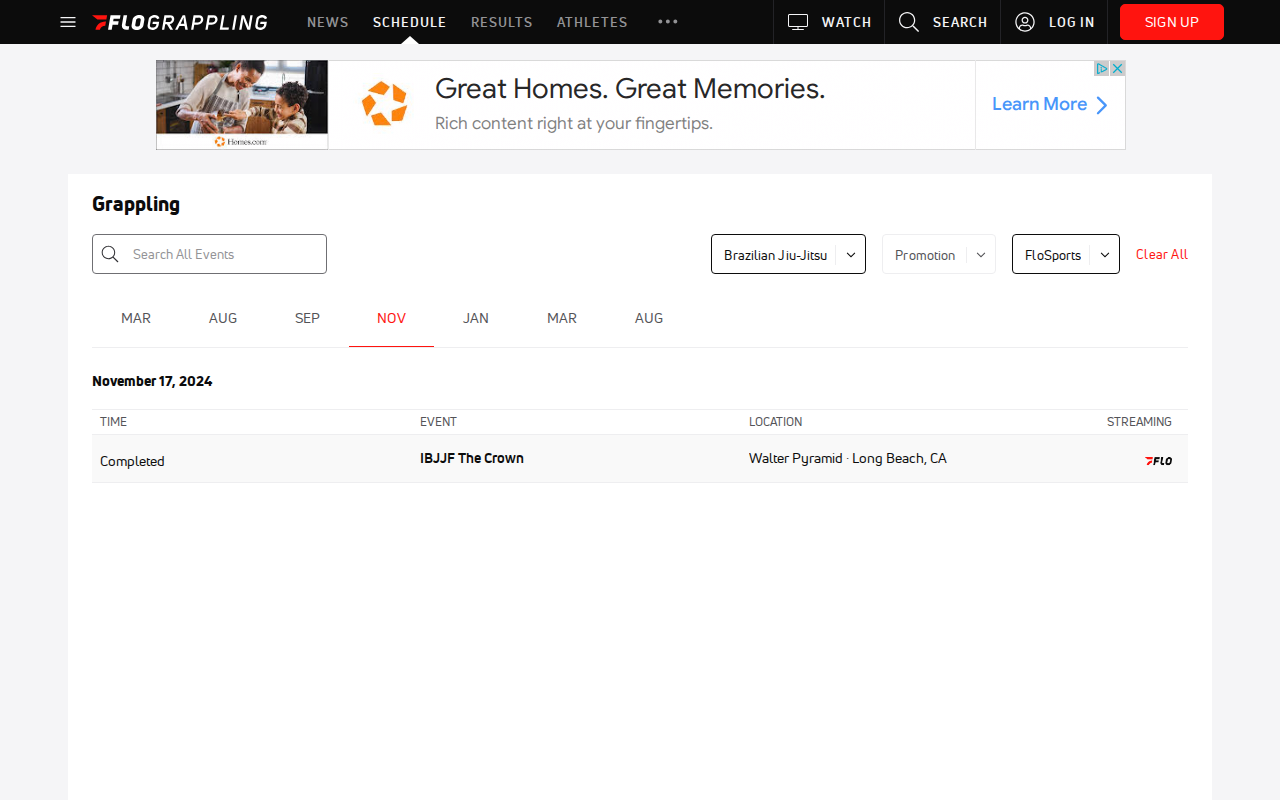 FLOGRAPPLING NEWS SCHEDULE RESULTS ATHLETES ••• WATCH SEARCH LOG IN SIGN UP
Great Homes. Great Memories.
Rich content right at your fingertips.
Learn More
Homes.com
Grappling
Search All Events Brazilian Jiu-Jitsu Promotion FloSports Clear All
MAR AUG SEP NOV JAN MAR AUG
November 17, 2024
TIME EVENT LOCATION STREAMING
Completed IBJJF The Crown Walter Pyramid · Long Beach, CA FLO